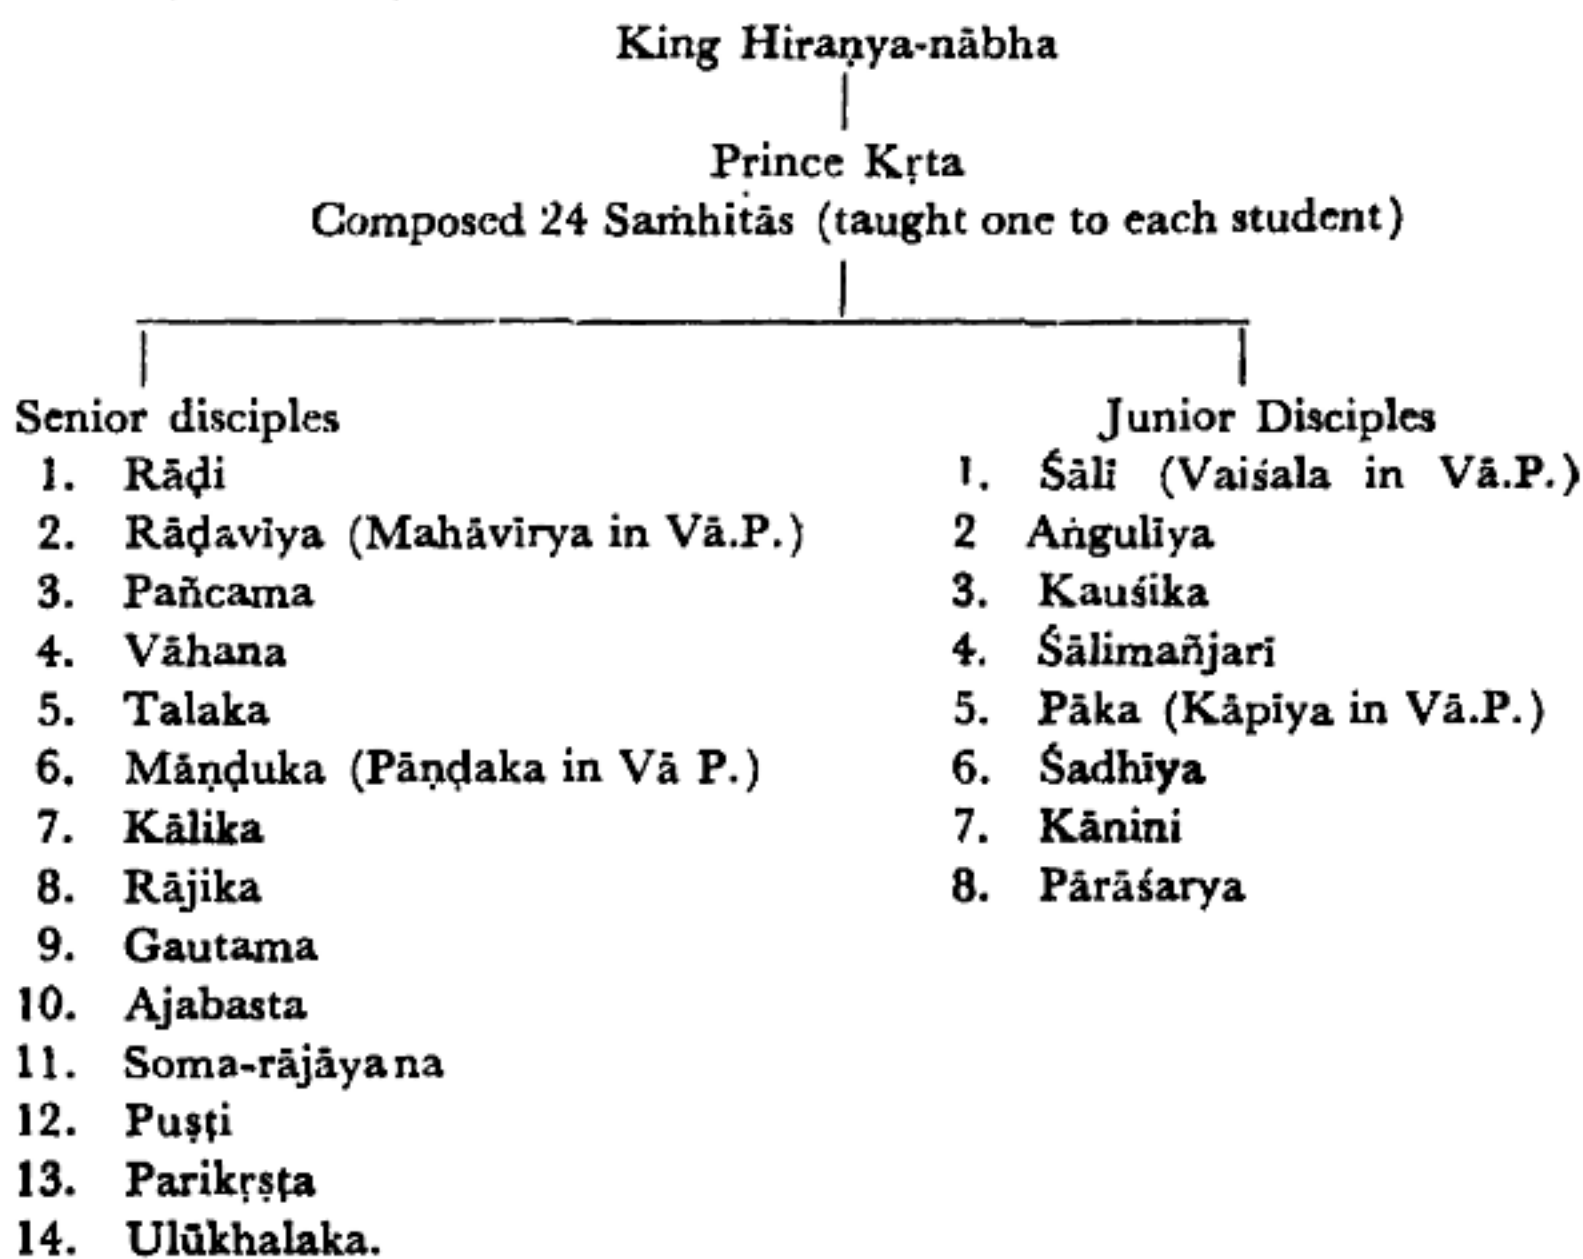 King Hiraṇya-nābha
Prince Kṛta
Composed 24 Saṁhitās (taught one to each student)
Senior disciples
1. Rāḍi
2. Rāḍavīya (Mahāvīrya in Vā.P.)
3. Pañcama
4. Vāhana
5. Talaka
6. Māṇḍuka (Pāṇḍaka in Vā P.)
7. Kālika
8. Rājika
9. Gautama
10. Ajabasta
11. Soma-rājāyana
12. Puṣṭi
13. Parikṛṣṭa
14. Ulūkhalaka.
Junior Disciples
1. Śālī (Vaiśala in Vā.P.)
2 Aṅgulīya
3. Kauśika
4. Śālimañjarī
5. Pāka (Kāpīya in Vā.P.)
6. Śadhīya
7. Kānini
8. Pārāśarya